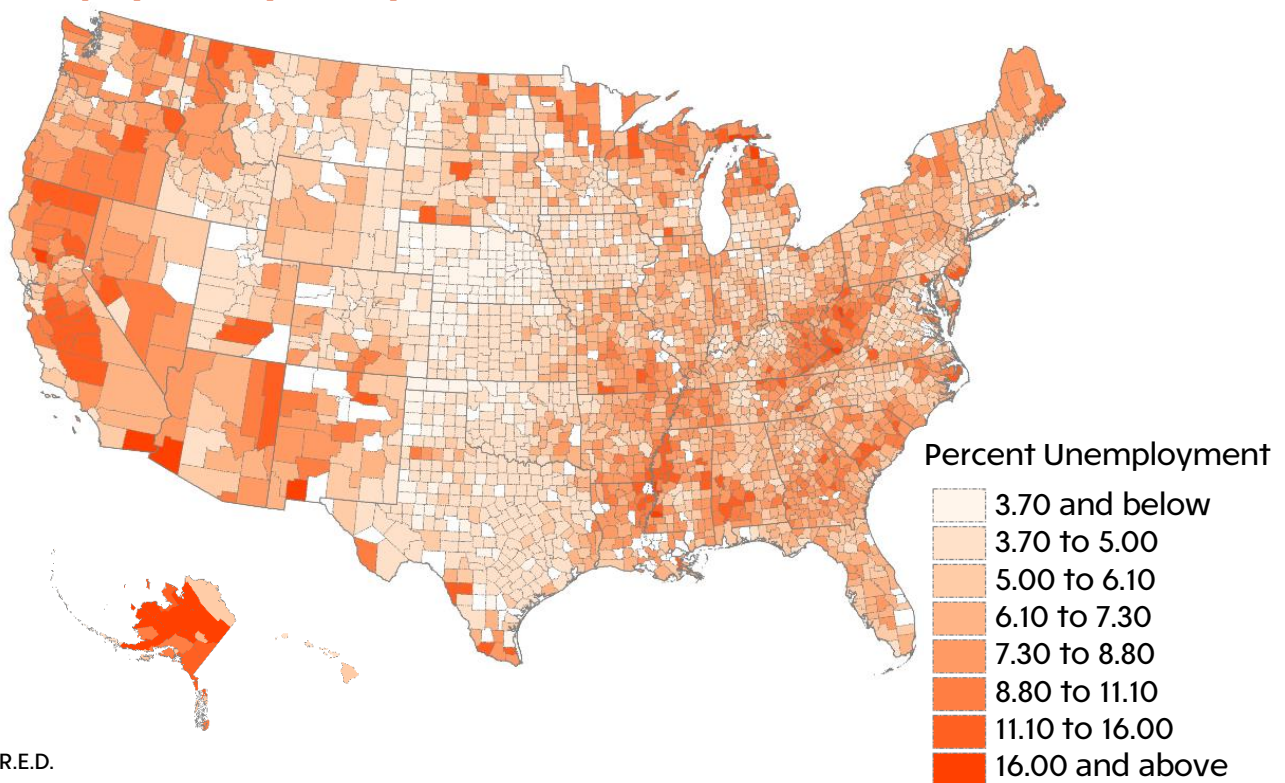 Percent Unemployment
3.70 and below
3.70 to 5.00
5.00 to 6.10
6.10 to 7.30
7.30 to 8.80
8.80 to 11.10
11.10 to 16.00
16.00 and above
R.E.D.